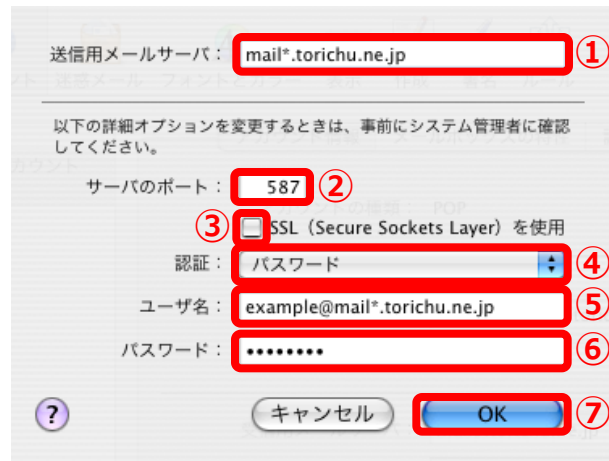 送信用メールサーバ： mail*.torichu.ne.jp ①
以下の詳細オプションを変更するときは、事前にシステム管理者に確認
してください。
サーバのポート： 587 ②
③ SSL（Secure Sockets Layer）を使用
認証： パスワード ④
ユーザ名： example@mail*.torichu.ne.jp ⑤
パスワード： •••••••• ⑥
? キャンセル OK ⑦